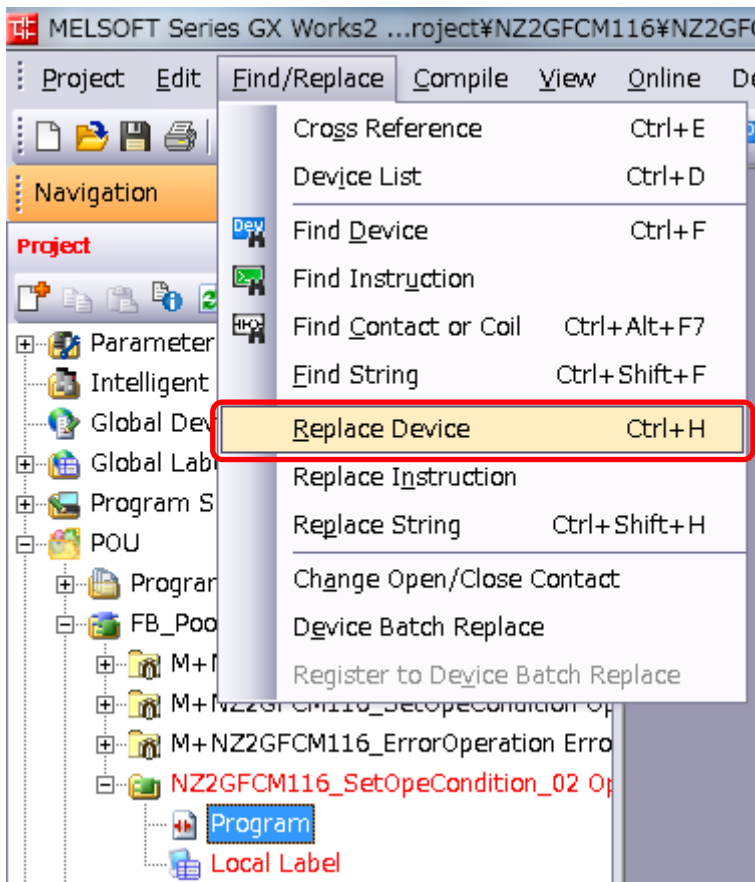 MELSOFT Series GX Works2 ...roject¥NZ2GFCM116¥NZ2GF
Project Edit Find/Replace Compile View Online De
Navigation
Project
Parameter
Intelligent
Global Dev
Global Lab
Program S
POU
Program
FB_Poo
M+N
M+NZ2GFCM116_SetOpeCondition Op
M+NZ2GFCM116_ErrorOperation Erro
NZ2GFCM116_SetOpeCondition_02 Op
Program
Local Label
Cross Reference Ctrl+E
Device List Ctrl+D
Find Device Ctrl+F
Find Instruction
Find Contact or Coil Ctrl+Alt+F7
Find String Ctrl+Shift+F
Replace Device Ctrl+H
Replace Instruction
Replace String Ctrl+Shift+H
Change Open/Close Contact
Device Batch Replace
Register to Device Batch Replace